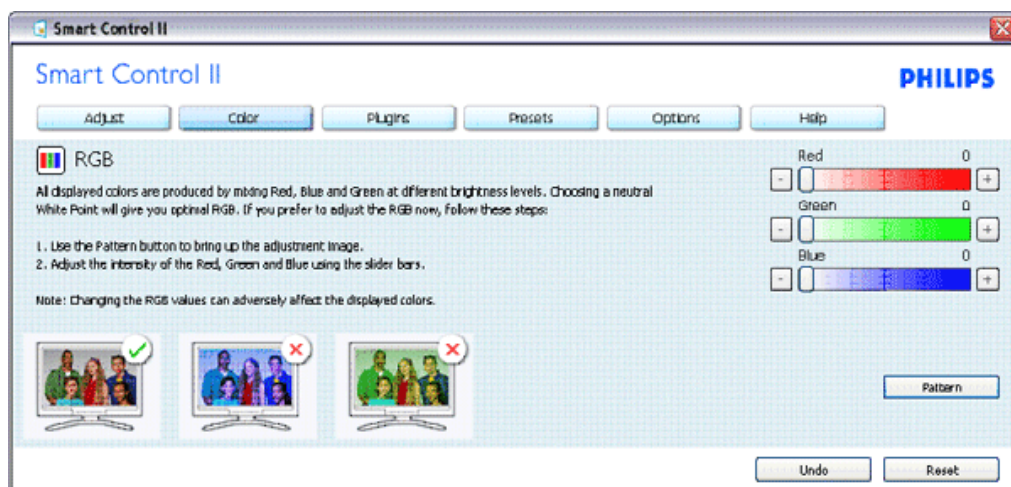 Smart Control II
Smart Control II
PHILIPS
Adjust Color Plugins Presets Options Help
RGB
All displayed colors are produced by mixing Red, Blue and Green at different brightness levels. Choosing a neutral
White Point will give you optimal RGB. If you prefer to adjust the RGB now, follow these steps:
1. Use the Pattern button to bring up the adjustment image.
2. Adjust the intensity of the Red, Green and Blue using the slider bars.
Note: Changing the RGB values can adversely affect the displayed colors.
Red 0
- +
Green 0
- +
Blue 0
- +
Pattern
Undo Reset